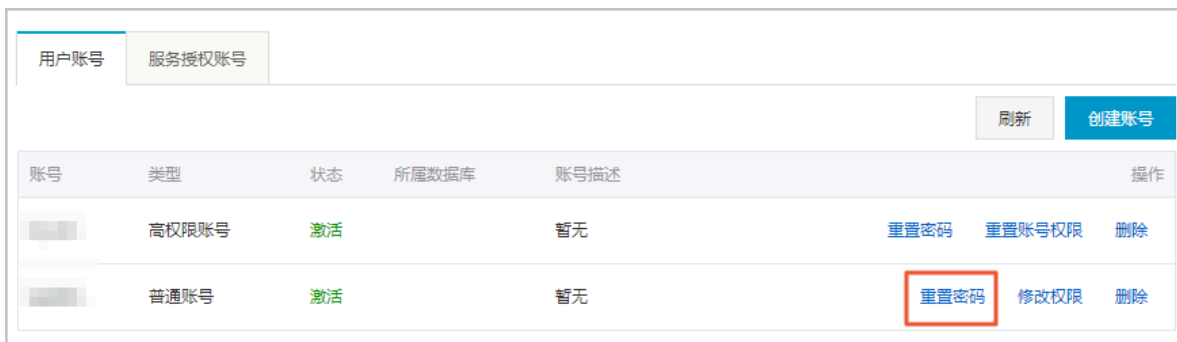 用户账号 服务授权账号
刷新 创建账号
账号 类型 状态 所属数据库 账号描述 操作
高权限账号 激活 暂无 重置密码 重置账号权限 删除
普通账号 激活 暂无 重置密码 修改权限 删除